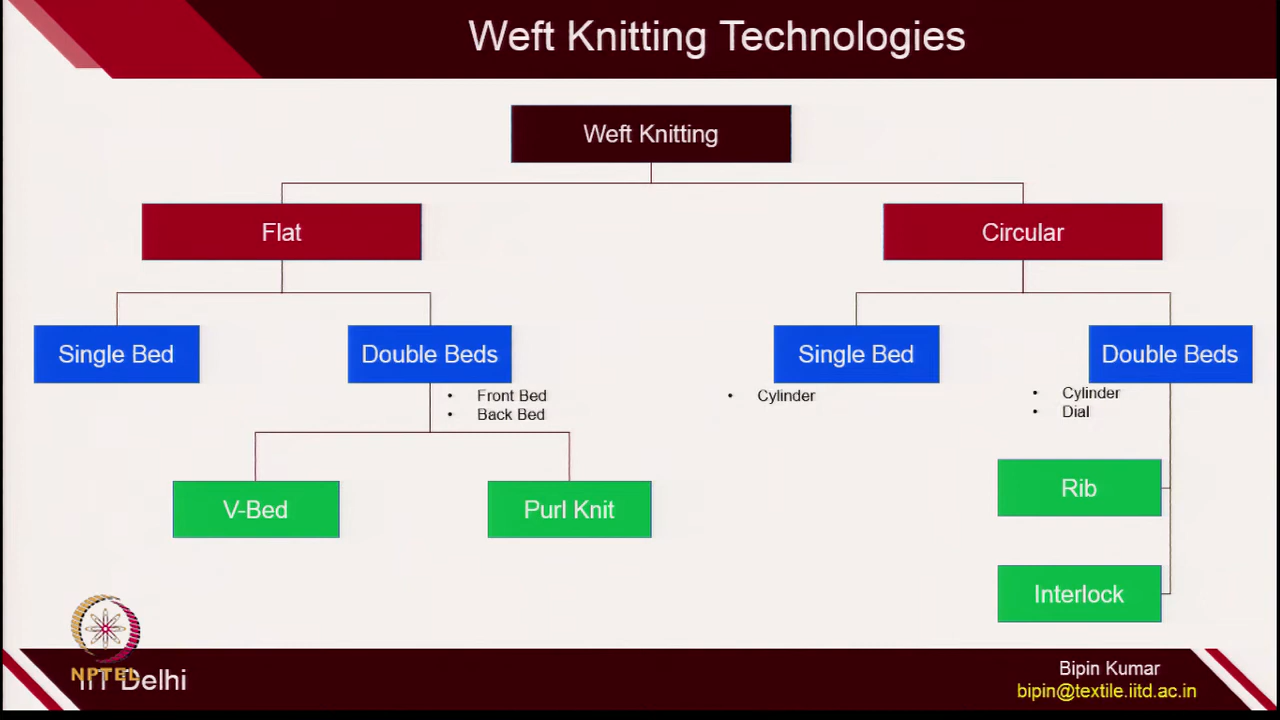 Weft Knitting Technologies
Weft Knitting
Flat
Circular
Single Bed
Double Beds
Single Bed
Double Beds
• Front Bed
• Back Bed
• Cylinder
• Cylinder
• Dial
V-Bed
Purl Knit
Rib
Interlock
NPTEL
IIT Delhi
Bipin Kumar
bipin@textile.iitd.ac.in